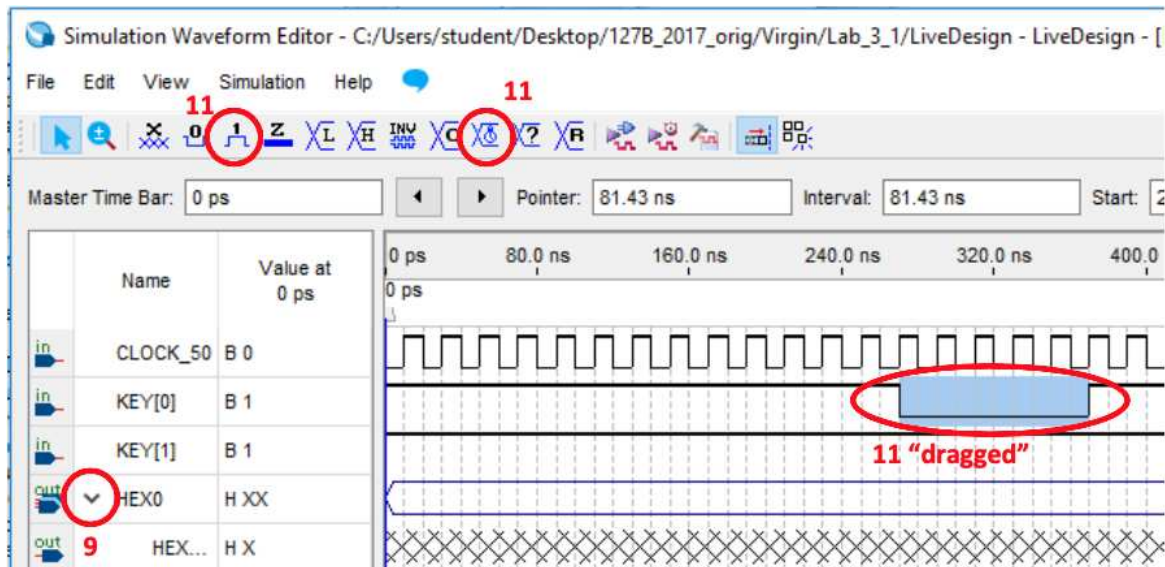 Simulation Waveform Editor - C:/Users/student/Desktop/127B_2017_orig/Virgin/Lab_3_1/LiveDesign - LiveDesign - [
File Edit View Simulation Help
11 11
X 0 1 Z L H INV C ? R
Master Time Bar: 0 ps Pointer: 81.43 ns Interval: 81.43 ns Start: 2
Name Value at 0 ps
0 ps 80.0 ns 160.0 ns 240.0 ns 320.0 ns 400.0
0 ps
in CLOCK_50 B 0
in KEY[0] B 1
in KEY[1] B 1
11 “dragged”
out HEX0 H XX
9
out HEX... H X